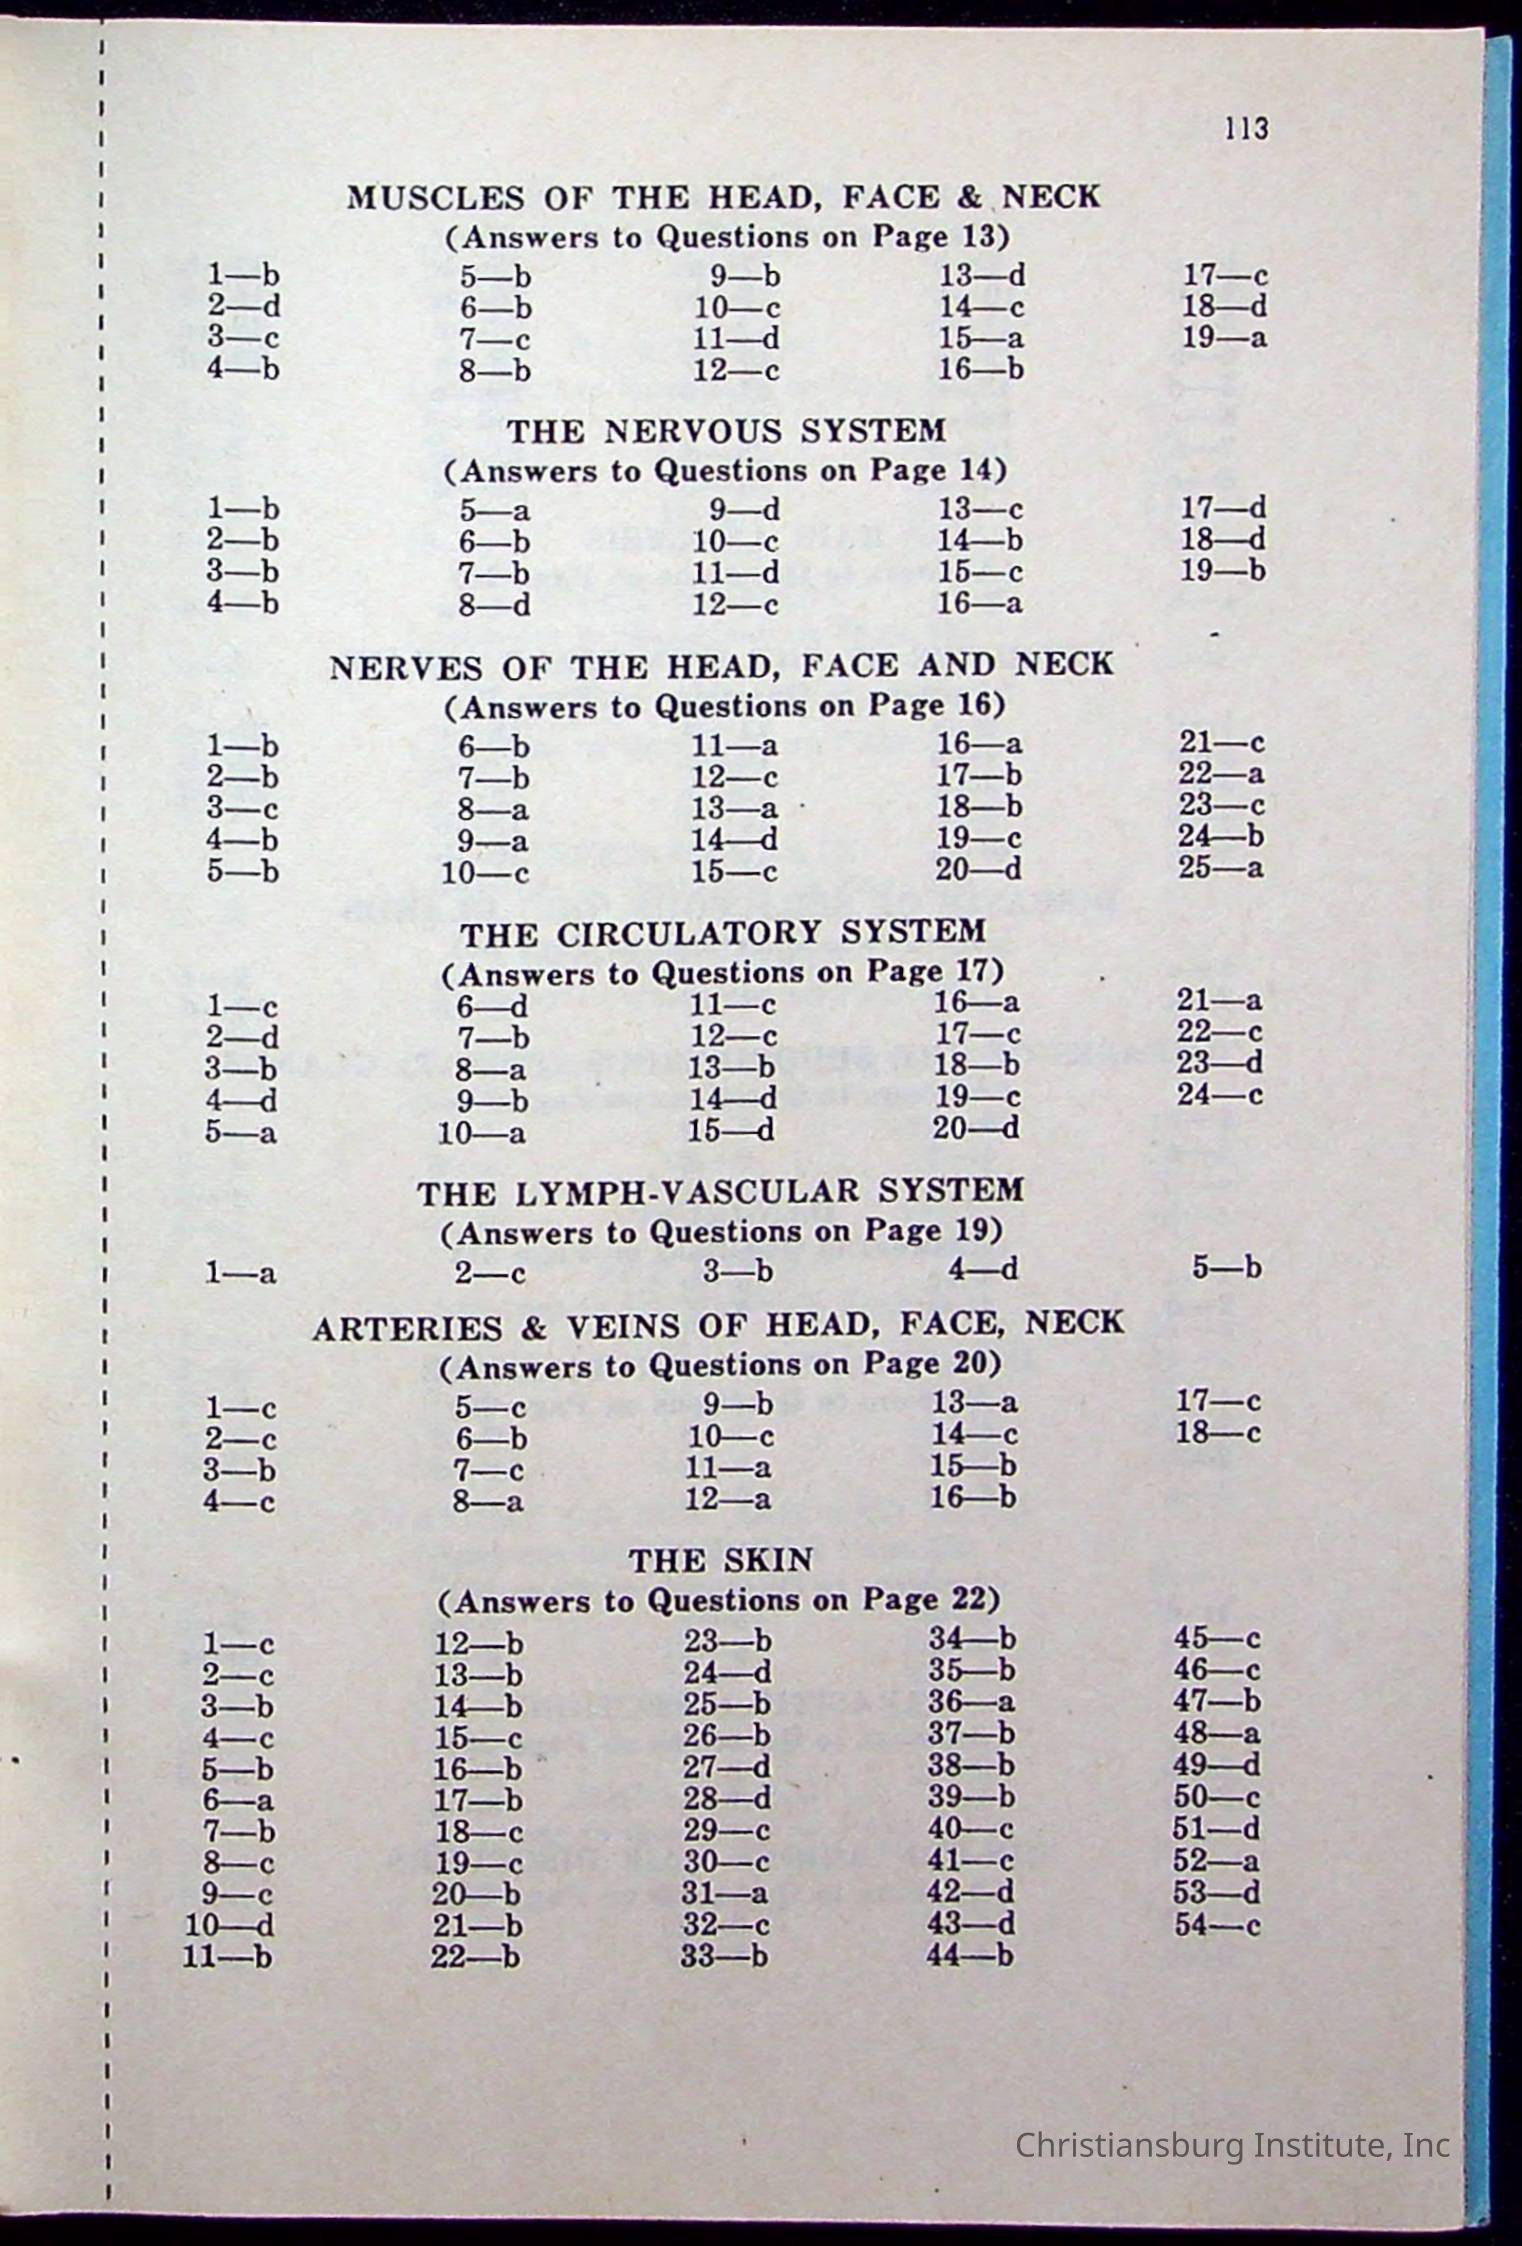 113
MUSCLES OF THE HEAD, FACE & NECK
(Answers to Questions on Page 13)
1—b 5—b 9—b 13—d 17—c
2—d 6—b 10—c 14—c 18—d
3—c 7—c 11—d 15—a 19—a
4—b 8—b 12—c 16—b
THE NERVOUS SYSTEM
(Answers to Questions on Page 14)
1—b 5—a 9—d 13—c 17—d
2—b 6—b 10—c 14—b 18—d
3—b 7—b 11—d 15—c 19—b
4—b 8—d 12—c 16—a
NERVES OF THE HEAD, FACE AND NECK
(Answers to Questions on Page 16)
1—b 6—b 11—a 16—a 21—c
2—b 7—b 12—c 17—b 22—a
3—c 8—a 13—a 18—b 23—c
4—b 9—a 14—d 19—c 24—b
5—b 10—c 15—c 20—d 25—a
THE CIRCULATORY SYSTEM
(Answers to Questions on Page 17)
1—c 6—d 11—c 16—a 21—a
2—d 7—b 12—c 17—c 22—c
3—b 8—a 13—b 18—b 23—d
4—d 9—b 14—d 19—c 24—c
5—a 10—a 15—d 20—d
THE LYMPH-VASCULAR SYSTEM
(Answers to Questions on Page 19)
1—a 2—c 3—b 4—d 5—b
ARTERIES & VEINS OF HEAD, FACE, NECK
(Answers to Questions on Page 20)
1—c 5—c 9—b 13—a 17—c
2—c 6—b 10—c 14—c 18—c
3—b 7—c 11—a 15—b
4—c 8—a 12—a 16—b
THE SKIN
(Answers to Questions on Page 22)
1—c 12—b 23—b 34—b 45—c
2—c 13—b 24—d 35—b 46—c
3—b 14—b 25—b 36—a 47—b
4—c 15—c 26—b 37—b 48—a
5—b 16—b 27—d 38—b 49—d
6—a 17—b 28—d 39—b 50—c
7—b 18—c 29—c 40—c 51—d
8—c 19—c 30—c 41—c 52—a
9—c 20—b 31—a 42—d 53—d
10—d 21—b 32—c 43—d 54—c
11—b 22—b 33—b 44—b
Christiansburg Institute, Inc